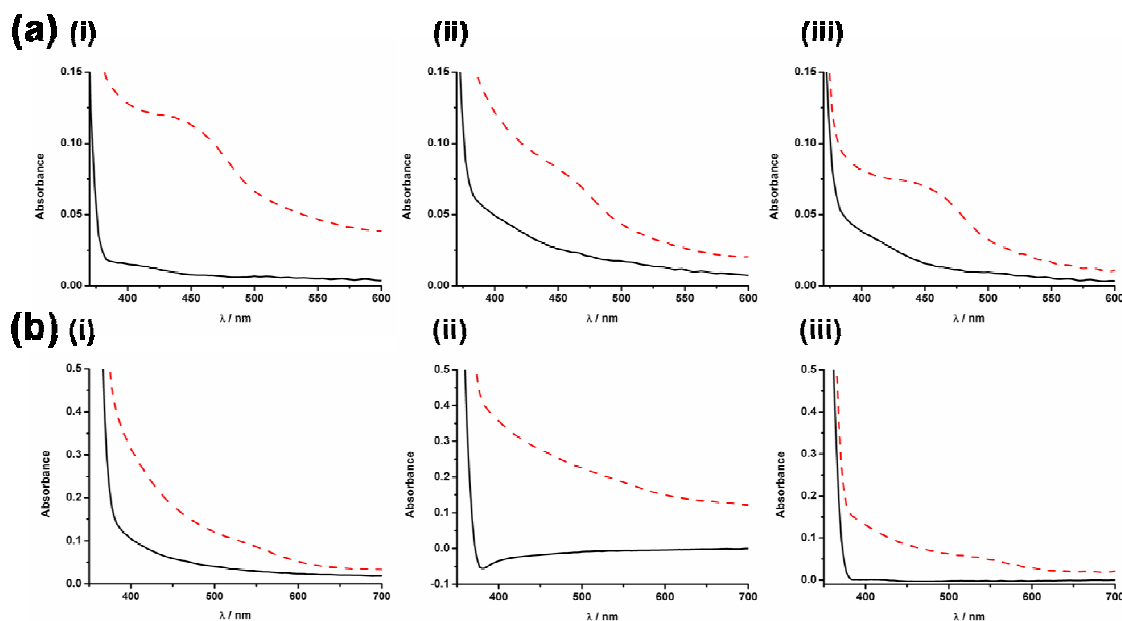 (a) (i) (ii) (iii)
0.15 0.15 0.15
0.10 0.10 0.10
Absorbance Absorbance Absorbance
0.05 0.05 0.05
0.00 0.00 0.00
400 450 500 550 600 400 450 500 550 600 400 450 500 550 600
λ / nm λ / nm λ / nm
(b) (i) (ii) (iii)
0.5 0.5 0.5
0.4 0.4 0.4
0.3 0.3 0.3
Absorbance Absorbance Absorbance
0.2 0.2 0.2
0.1 0.1 0.1
0.0 0.0 0.0
-0.1
400 500 600 700 400 500 600 700 400 500 600 700
λ / nm λ / nm λ / nm